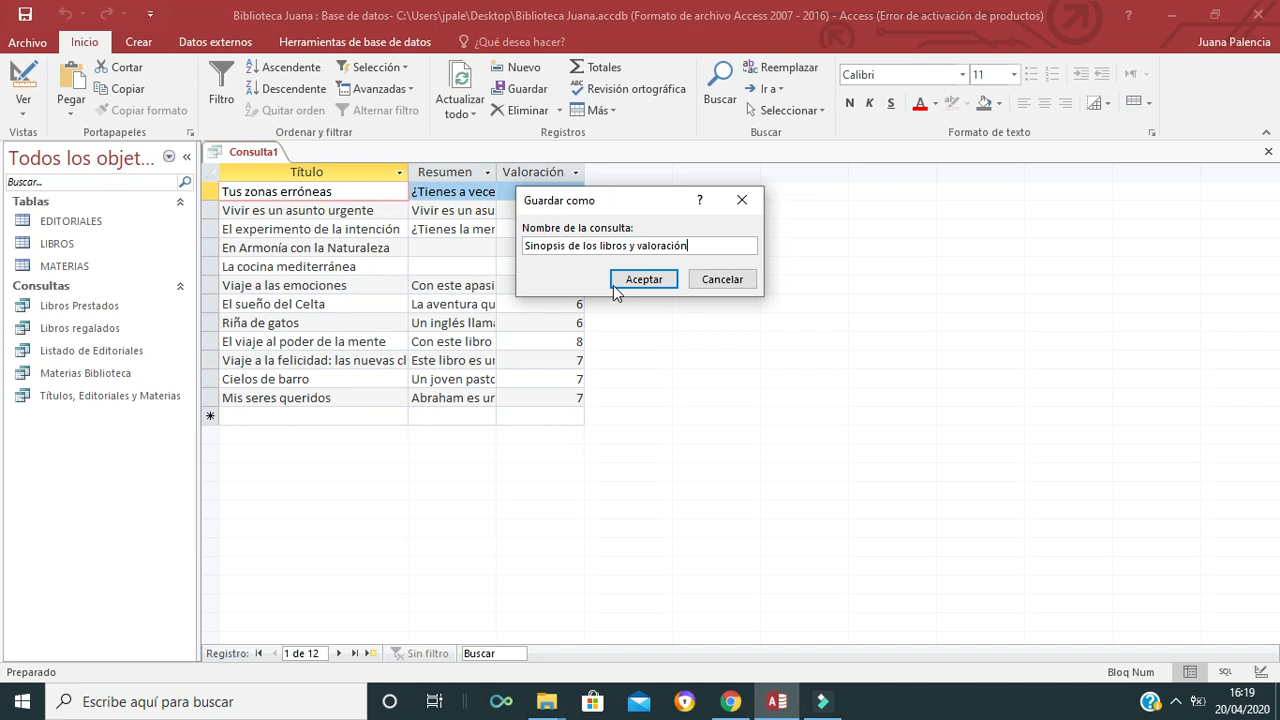 Biblioteca Juana : Base de datos- C:\Users\jpale\Desktop\Biblioteca Juana.accdb (Formato de archivo Access 2007 - 2016) - Access (Error de activación de productos)
Archivo Inicio Crear Datos externos Herramientas de base de datos ¿Qué desea hacer? Juana Palencia
Ver
Vistas
Pegar
Cortar
Copiar
Copiar formato
Portapapeles
Filtro
Ascendente
Descendente
Quitar orden
Selección
Avanzadas
Alternar filtro
Ordenar y filtrar
Actualizar
todo
Nuevo
Guardar
Eliminar
Totales
Revisión ortográfica
Más
Registros
Buscar
Reemplazar
Ir a
Seleccionar
Buscar
Calibri 11
N K S
Formato de texto
Todos los objet...
Buscar...
Tablas
EDITORIALES
LIBROS
MATERIAS
Consultas
Libros Prestados
Libros regalados
Listado de Editoriales
Materias Biblioteca
Títulos, Editoriales y Materias
Consulta1
Título Resumen Valoración
Tus zonas erróneas ¿Tienes a vece
Vivir es un asunto urgente Vivir es un asu
El experimento de la intención ¿Tienes la mer
En Armonía con la Naturaleza
La cocina mediterránea
Viaje a las emociones Con este apasi
El sueño del Celta La aventura qu 6
Riña de gatos Un inglés llama 6
El viaje al poder de la mente Con este libro 8
Viaje a la felicidad: las nuevas cl Este libro es ur 7
Cielos de barro Un joven pasto 7
Mis seres queridos Abraham es ur 7
Guardar como
Nombre de la consulta:
Sinopsis de los libros y valoración
Aceptar Cancelar
Registro: 1 de 12 Sin filtro Buscar
Preparado Bloq Num SQL
Escribe aquí para buscar
16:19
20/04/2020